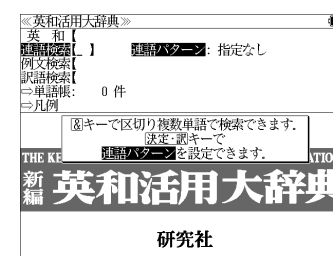 ≪英和活用大辞典≫
英　和【
連語検索【_ 】　連語パターン: 指定なし
例文検索【
訳語検索【
⇨単語帳:　0 件
⇨凡例
&キーで区切り複数単語で検索できます.
決定・訳キーで
連語パターンを設定できます.
THE KE
ATIO
新編 英和活用大辞典
研究社